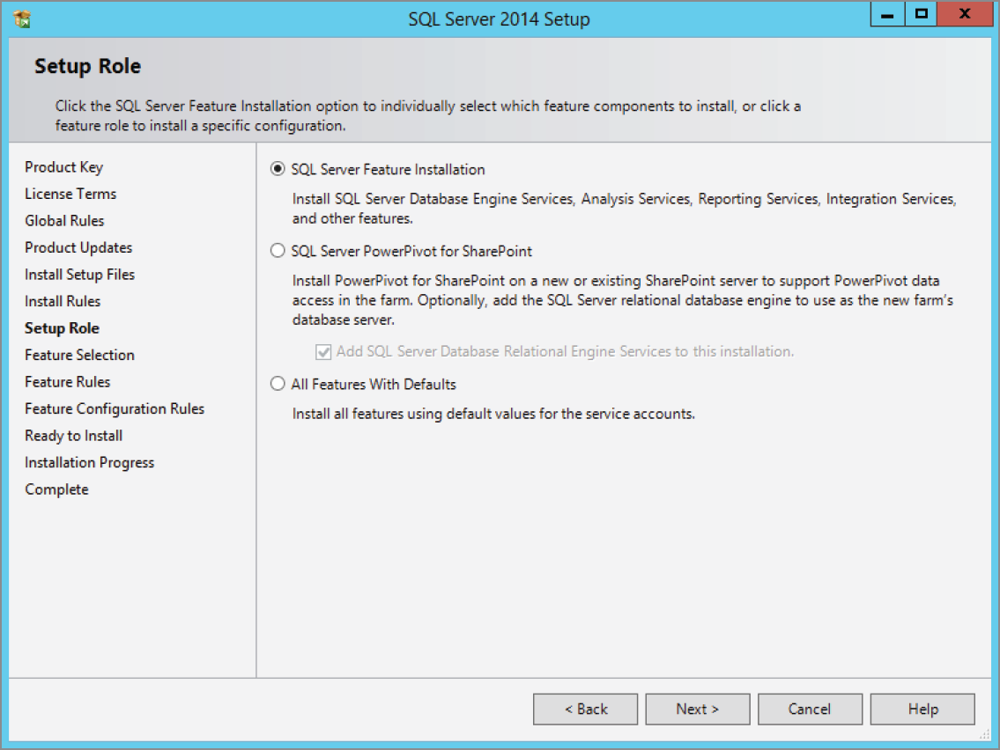 SQL Server 2014 Setup
Setup Role
Click the SQL Server Feature Installation option to individually select which feature components to install, or click a
feature role to install a specific configuration.
Product Key
License Terms
Global Rules
Product Updates
Install Setup Files
Install Rules
Setup Role
Feature Selection
Feature Rules
Feature Configuration Rules
Ready to Install
Installation Progress
Complete
SQL Server Feature Installation
Install SQL Server Database Engine Services, Analysis Services, Reporting Services, Integration Services,
and other features.
SQL Server PowerPivot for SharePoint
Install PowerPivot for SharePoint on a new or existing SharePoint server to support PowerPivot data
access in the farm. Optionally, add the SQL Server relational database engine to use as the new farm's
database server.
Add SQL Server Database Relational Engine Services to this installation.
All Features With Defaults
Install all features using default values for the service accounts.
< Back
Next >
Cancel
Help